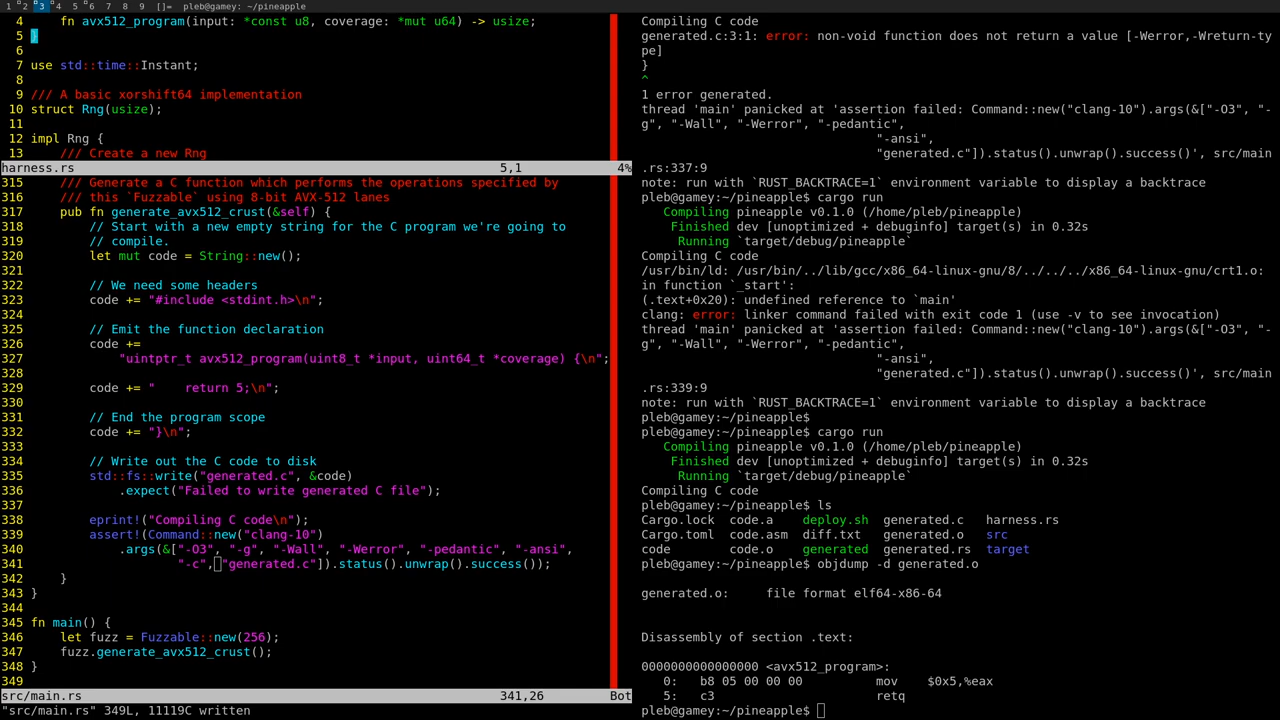 1 2 3 4 5 6 7 8 9 []= pleb@gamey: ~/pineapple
4     fn avx512_program(input: *const u8, coverage: *mut u64) -> usize;
5 }
6
7 use std::time::Instant;
8
9 /// A basic xorshift64 implementation
10 struct Rng(usize);
11
12 impl Rng {
13     /// Create a new Rng
harness.rs 5,1 4%
315     /// Generate a C function which performs the operations specified by
316     /// this `Fuzzable` using 8-bit AVX-512 lanes
317     pub fn generate_avx512_crust(&self) {
318         // Start with a new empty string for the C program we're going to
319         // compile.
320         let mut code = String::new();
321
322         // We need some headers
323         code += "#include <stdint.h>\n";
324
325         // Emit the function declaration
326         code +=
327             "uintptr_t avx512_program(uint8_t *input, uint64_t *coverage) {\n";
328
329         code += "    return 5;\n";
330
331         // End the program scope
332         code += "}\n";
333
334         // Write out the C code to disk
335         std::fs::write("generated.c", &code)
336             .expect("Failed to write generated C file");
337
338         eprint!("Compiling C code\n");
339         assert!(Command::new("clang-10")
340             .args(&["-O3", "-g", "-Wall", "-Werror", "-pedantic", "-ansi",
341                     "-c", "generated.c"]).status().unwrap().success());
342     }
343 }
344
345 fn main() {
346     let fuzz = Fuzzable::new(256);
347     fuzz.generate_avx512_crust();
348 }
349
src/main.rs 341,26 Bot
"src/main.rs" 349L, 11119C written
Compiling C code
generated.c:3:1: error: non-void function does not return a value [-Werror,-Wreturn-ty
pe]
}
^
1 error generated.
thread 'main' panicked at 'assertion failed: Command::new("clang-10").args(&["-O3", "-
g", "-Wall", "-Werror", "-pedantic",
"-ansi",
"generated.c"]).status().unwrap().success()', src/main
.rs:337:9
note: run with `RUST_BACKTRACE=1` environment variable to display a backtrace
pleb@gamey:~/pineapple$ cargo run
Compiling pineapple v0.1.0 (/home/pleb/pineapple)
Finished dev [unoptimized + debuginfo] target(s) in 0.32s
Running `target/debug/pineapple`
Compiling C code
/usr/bin/ld: /usr/bin/../lib/gcc/x86_64-linux-gnu/8/../../../x86_64-linux-gnu/crt1.o:
in function `_start':
(.text+0x20): undefined reference to `main'
clang: error: linker command failed with exit code 1 (use -v to see invocation)
thread 'main' panicked at 'assertion failed: Command::new("clang-10").args(&["-O3", "-
g", "-Wall", "-Werror", "-pedantic",
"-ansi",
"generated.c"]).status().unwrap().success()', src/main
.rs:339:9
note: run with `RUST_BACKTRACE=1` environment variable to display a backtrace
pleb@gamey:~/pineapple$
pleb@gamey:~/pineapple$ cargo run
Compiling pineapple v0.1.0 (/home/pleb/pineapple)
Finished dev [unoptimized + debuginfo] target(s) in 0.32s
Running `target/debug/pineapple`
Compiling C code
pleb@gamey:~/pineapple$ ls
Cargo.lock  code.a    deploy.sh  generated.c   harness.rs
Cargo.toml  code.asm  diff.txt   generated.o   src
code        code.o    generated  generated.rs  target
pleb@gamey:~/pineapple$ objdump -d generated.o
generated.o:     file format elf64-x86-64
Disassembly of section .text:
0000000000000000 <avx512_program>:
0:   b8 05 00 00 00          mov    $0x5,%eax
5:   c3                      retq
pleb@gamey:~/pineapple$